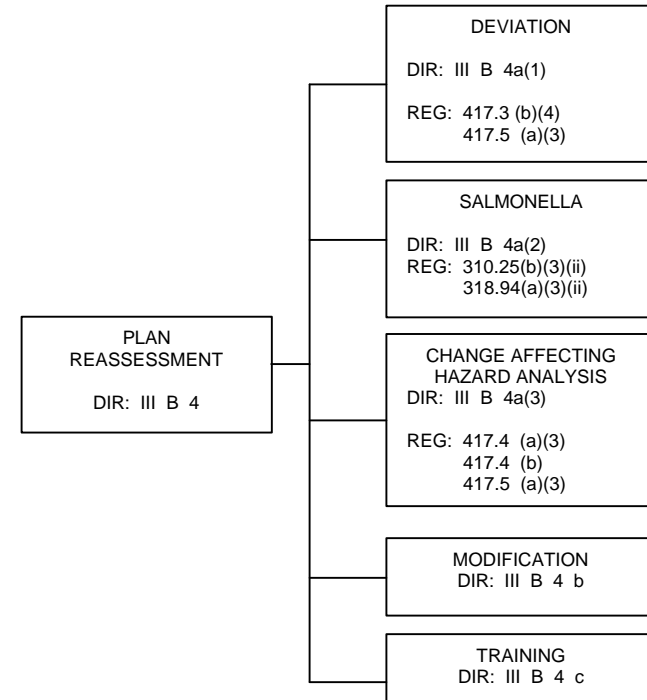 PLAN
REASSESSMENT
DIR: III B 4
DEVIATION
DIR: III B 4a(1)
REG: 417.3 (b)(4)
417.5 (a)(3)
SALMONELLA
DIR: III B 4a(2)
REG: 310.25(b)(3)(ii)
318.94(a)(3)(ii)
CHANGE AFFECTING
HAZARD ANALYSIS
DIR: III B 4a(3)
REG: 417.4 (a)(3)
417.4 (b)
417.5 (a)(3)
MODIFICATION
DIR: III B 4 b
TRAINING
DIR: III B 4 c